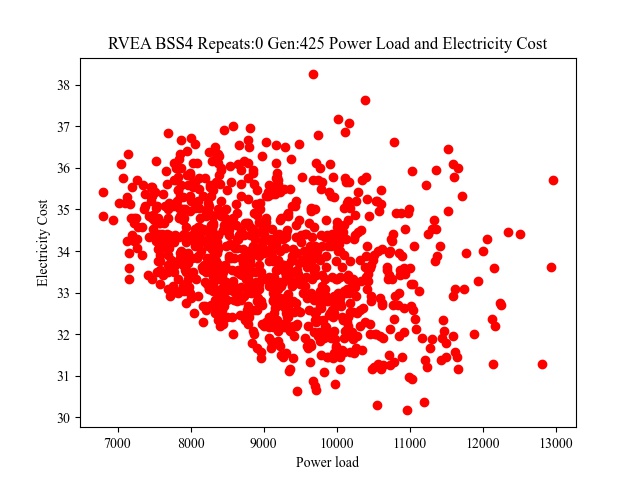 RVEA BSS4 Repeats:0 Gen:425 Power Load and Electricity Cost
38
37
36
35
34
33
32
31
30
Electricity Cost
7000 8000 9000 10000 11000 12000 13000
Power load